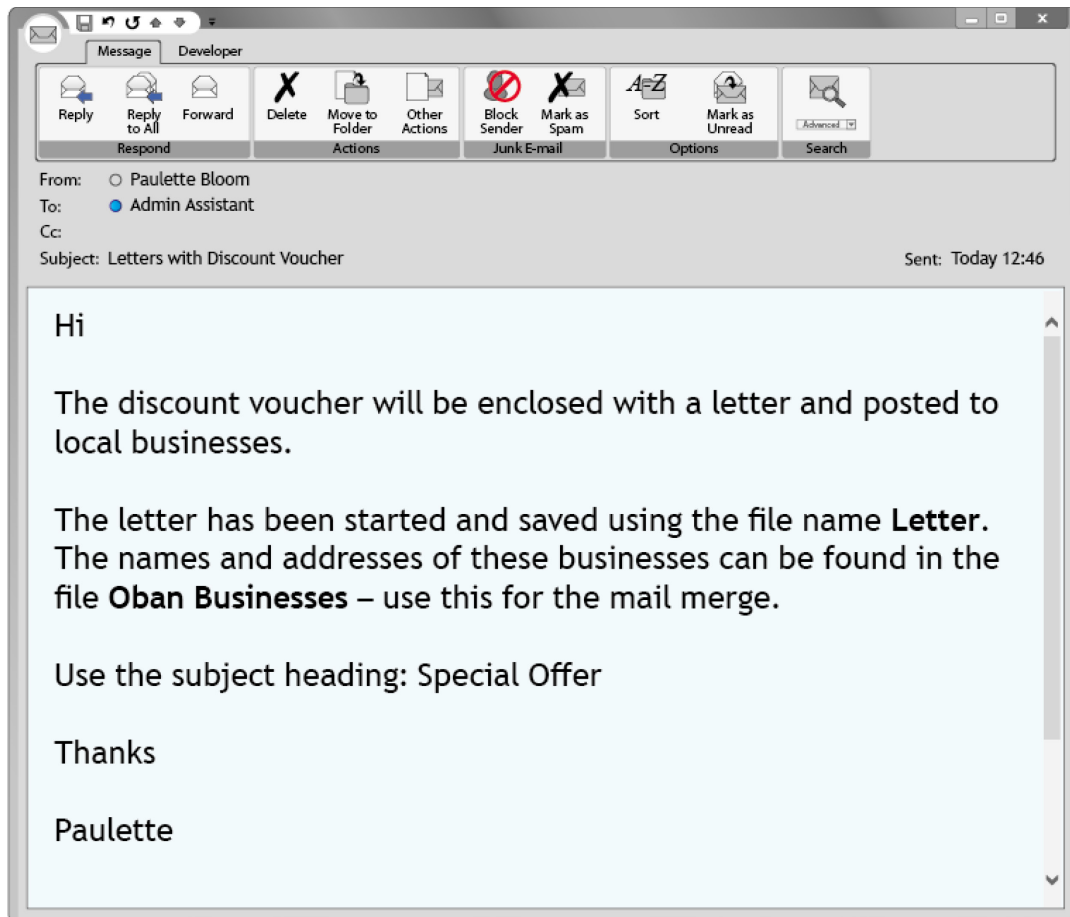 Message Developer
Reply Reply to All Forward Delete Move to Folder Other Actions Block Sender Mark as Spam A=Z Sort Mark as Unread Advanced
Respond Actions Junk E-mail Options Search
From: Paulette Bloom
To: Admin Assistant
Cc:
Subject: Letters with Discount Voucher Sent: Today 12:46
Hi
The discount voucher will be enclosed with a letter and posted to
local businesses.
The letter has been started and saved using the file name Letter.
The names and addresses of these businesses can be found in the
file Oban Businesses – use this for the mail merge.
Use the subject heading: Special Offer
Thanks
Paulette